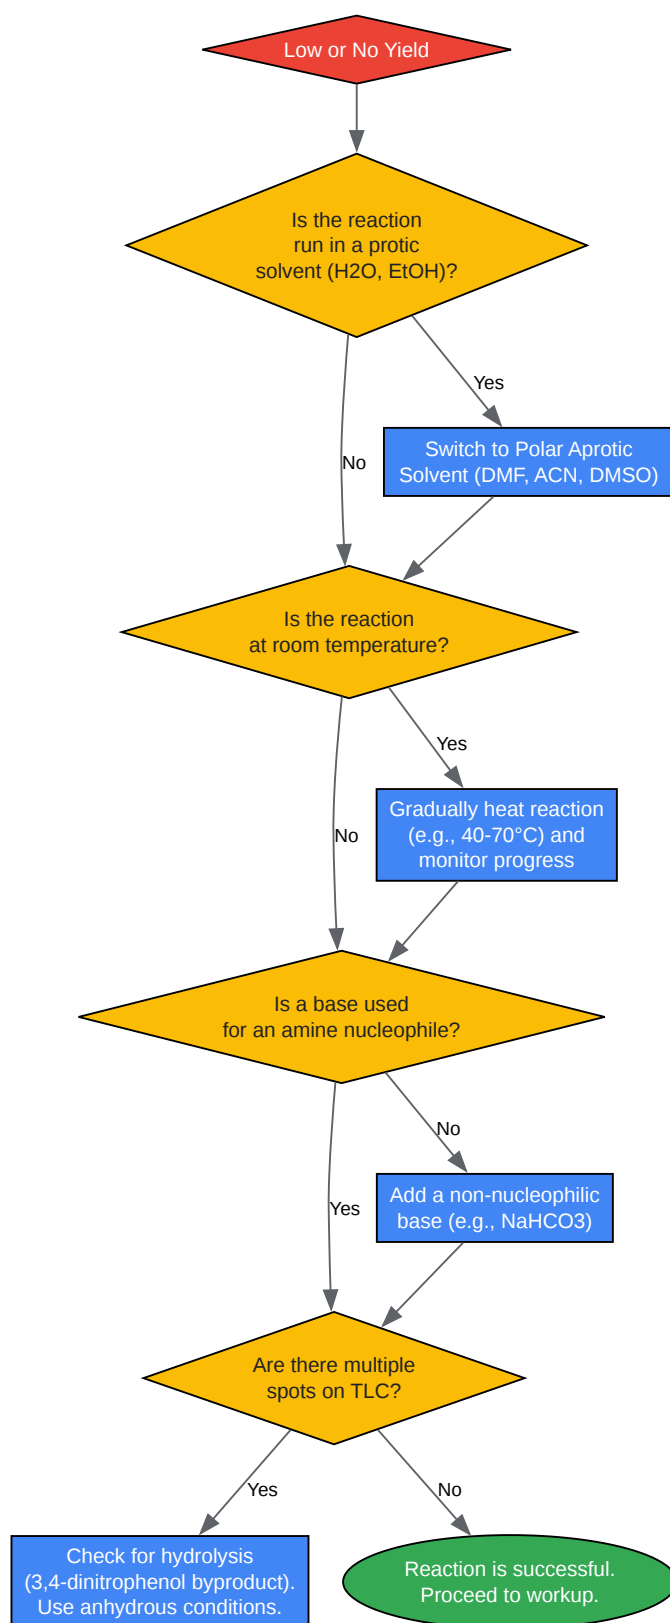 Low or No Yield
Is the reaction
run in a protic
solvent (H2O, EtOH)?
Yes
No
Switch to Polar Aprotic
Solvent (DMF, ACN, DMSO)
Is the reaction
at room temperature?
Yes
No
Gradually heat reaction
(e.g., 40-70°C) and
monitor progress
Is a base used
for an amine nucleophile?
No
Yes
Add a non-nucleophilic
base (e.g., NaHCO3)
Are there multiple
spots on TLC?
Yes
No
Check for hydrolysis
(3,4-dinitrophenol byproduct).
Use anhydrous conditions.
Reaction is successful.
Proceed to workup.